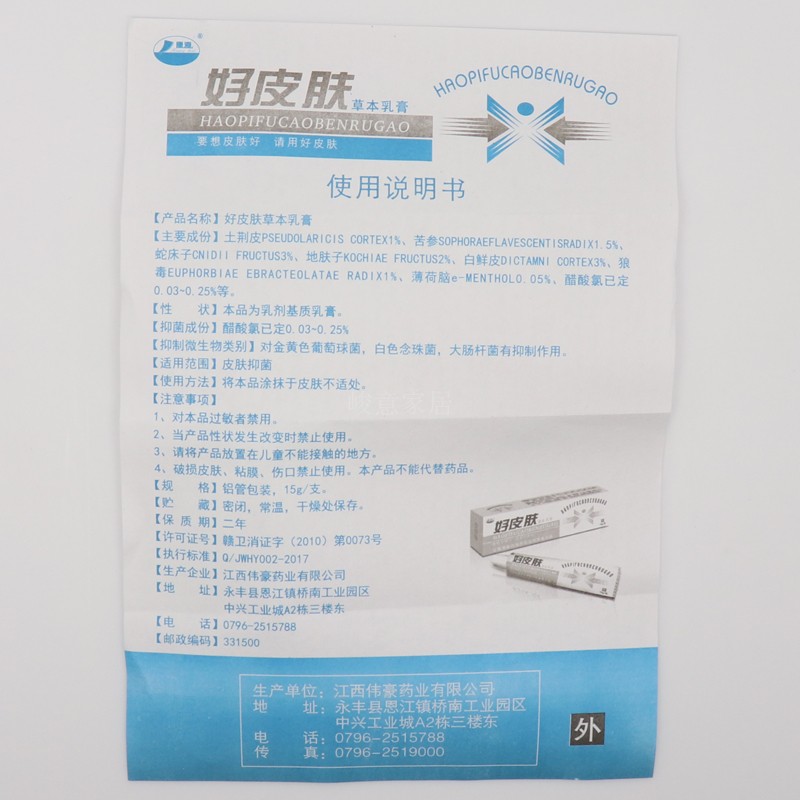 ®
好皮肤 草本乳膏
HAOPIFUCAOBENRUGAO
要想皮肤好 请用好皮肤
HAOPIFUCAOBENRUGAO
使用说明书
【产品名称】好皮肤草本乳膏
【主要成份】土荆皮PSEUDOLARICIS CORTEX1%、苦参SOPHORAEFLAVESCENTISRADIX1.5%、
蛇床子CNIDII FRUCTUS3%、地肤子KOCHIAE FRUCTUS2%、白鲜皮DICTAMNI CORTEX3%、狼
毒EUPHORBIAE EBRACTEOLATAE RADIX1%、薄荷脑e-MENTHOL0.05%、醋酸氯已定
0.03~0.25%等。
【性 状】本品为乳剂基质乳膏。
【抑菌成份】醋酸氯已定0.03~0.25%
【抑制微生物类别】对金黄色葡萄球菌，白色念珠菌，大肠杆菌有抑制作用。
【适用范围】皮肤抑菌
【使用方法】将本品涂抹于皮肤不适处。
【注意事项】
1、对本品过敏者禁用。
2、当产品性状发生改变时禁止使用。
3、请将产品放置在儿童不能接触的地方。
4、破损皮肤、粘膜、伤口禁止使用。本产品不能代替药品。
【规 格】铝管包装，15g/支。
【贮 藏】密闭，常温，干燥处保存。
【保 质 期】二年
【许可证号】赣卫消证字（2010）第0073号
【执行标准】Q/JWHY002-2017
【生产企业】江西伟豪药业有限公司
【地 址】永丰县恩江镇桥南工业园区
中兴工业城A2栋三楼东
【电 话】0796-2515788
【邮政编码】331500
好皮肤
好皮肤
生产单位：江西伟豪药业有限公司
地 址：永丰县恩江镇桥南工业园区
中兴工业城A2栋三楼东
电 话：0796-2515788
传 真：0796-2519000
外